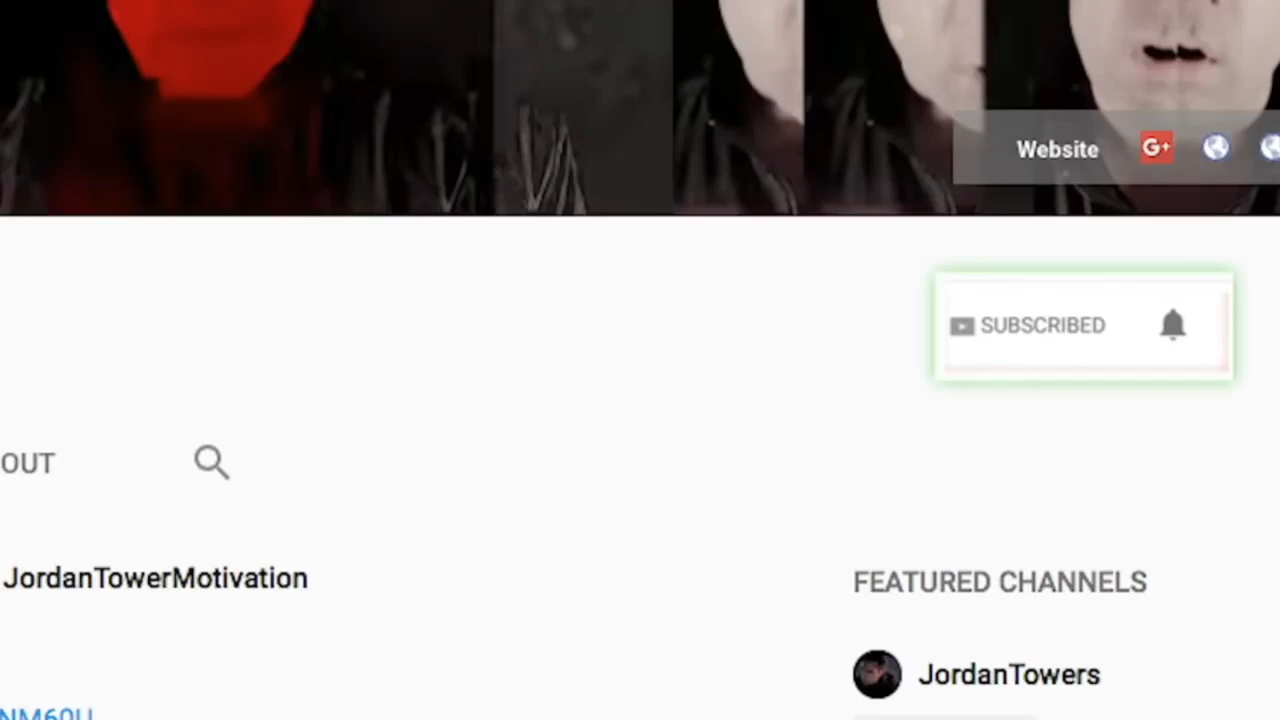 Website G+
SUBSCRIBED
OUT
JordanTowerMotivation
FEATURED CHANNELS
JordanTowers